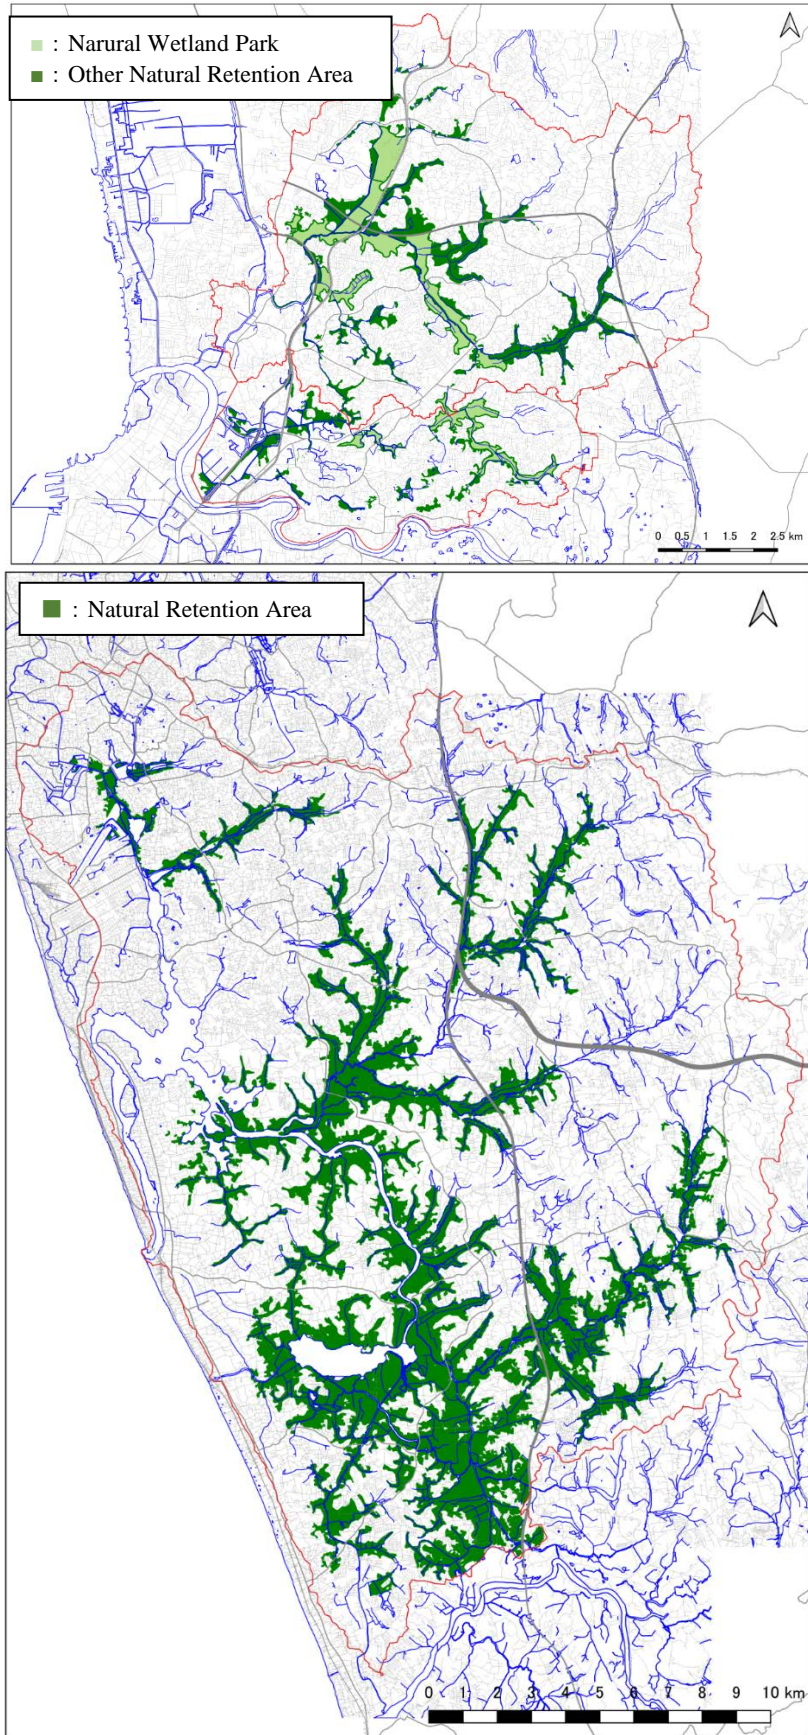 : Narural Wetland Park
: Other Natural Retention Area
0 0.5 1 1.5 2 2.5 km
: Natural Retention Area
0 1 2 3 4 5 6 7 8 9 10 km